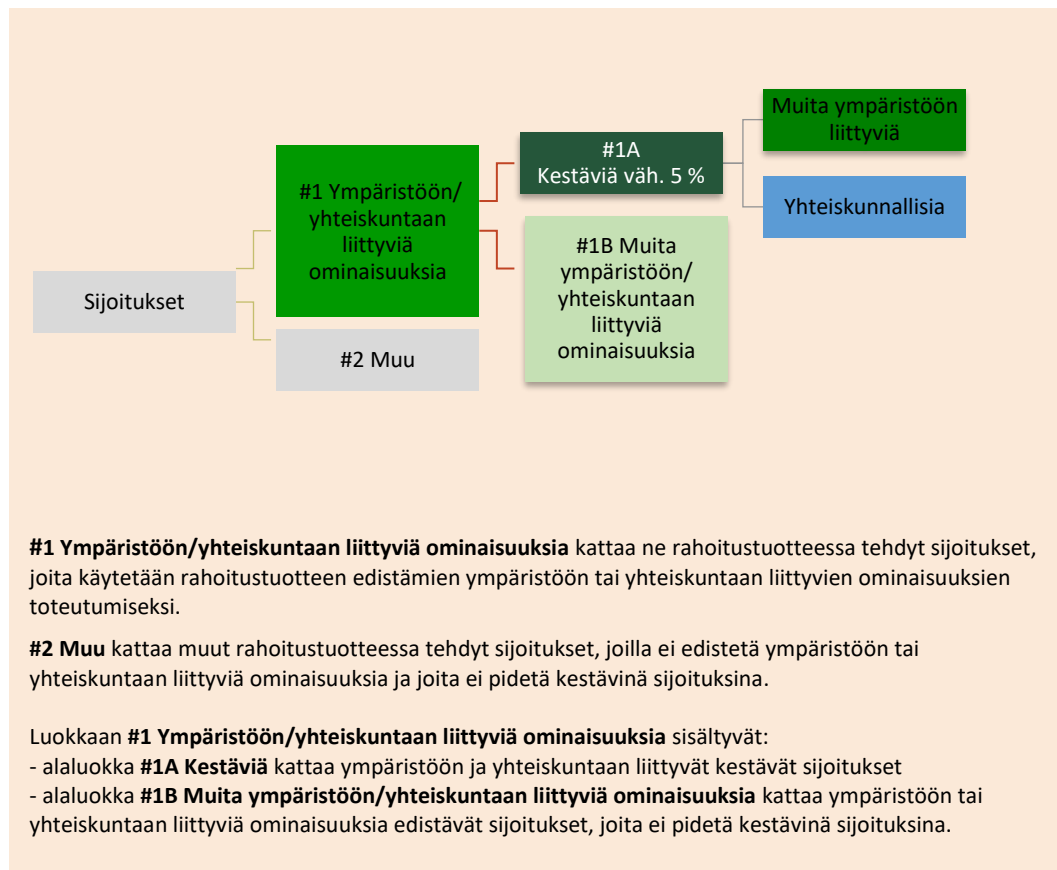 Sijoitukset
#1 Ympäristöön/
yhteiskuntaan
liittyviä
ominaisuuksia
#2 Muu
#1A
Kestäviä väh. 5 %
#1B Muita
ympäristöön/
yhteiskuntaan
liittyviä
ominaisuuksia
Muita ympäristöön
liittyviä
Yhteiskunnallisia
#1 Ympäristöön/yhteiskuntaan liittyviä ominaisuuksia kattaa ne rahoitustuotteessa tehdyt sijoitukset,
joita käytetään rahoitustuotteen edistämien ympäristöön tai yhteiskuntaan liittyvien ominaisuuksien
toteutumiseksi.
#2 Muu kattaa muut rahoitustuotteessa tehdyt sijoitukset, joilla ei edistetä ympäristöön tai
yhteiskuntaan liittyviä ominaisuuksia ja joita ei pidetä kestävinä sijoituksina.
Luokkaan #1 Ympäristöön/yhteiskuntaan liittyviä ominaisuuksia sisältyvät:
- alaluokka #1A Kestäviä kattaa ympäristöön ja yhteiskuntaan liittyvät kestävät sijoitukset
- alaluokka #1B Muita ympäristöön/yhteiskuntaan liittyviä ominaisuuksia kattaa ympäristöön tai
yhteiskuntaan liittyviä ominaisuuksia edistävät sijoitukset, joita ei pidetä kestävinä sijoituksina.